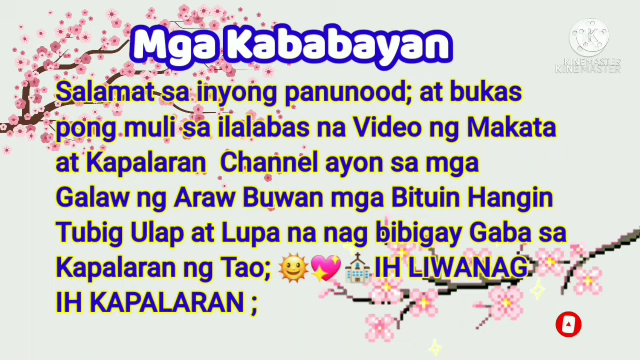 Mga Kababayan
K
KINEMASTER
KINEMASTER
Salamat sa inyong panunood; at bukas
pong muli sa ilalabas na Video ng Makata
at Kapalaran Channel ayon sa mga
Galaw ng Araw Buwan mga Bituin Hangin
Tubig Ulap at Lupa na nag bibigay Gaba sa
Kapalaran ng Tao; 🌞💖⛪IH LIWANAG
IH KAPALARAN ;